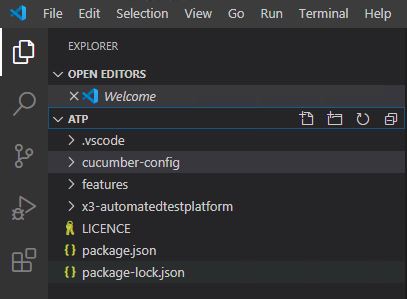 File Edit Selection View Go Run Terminal Help
EXPLORER
OPEN EDITORS
Welcome
ATP
.vscode
cucumber-config
features
x3-automatedtestplatform
LICENCE
package.json
package-lock.json